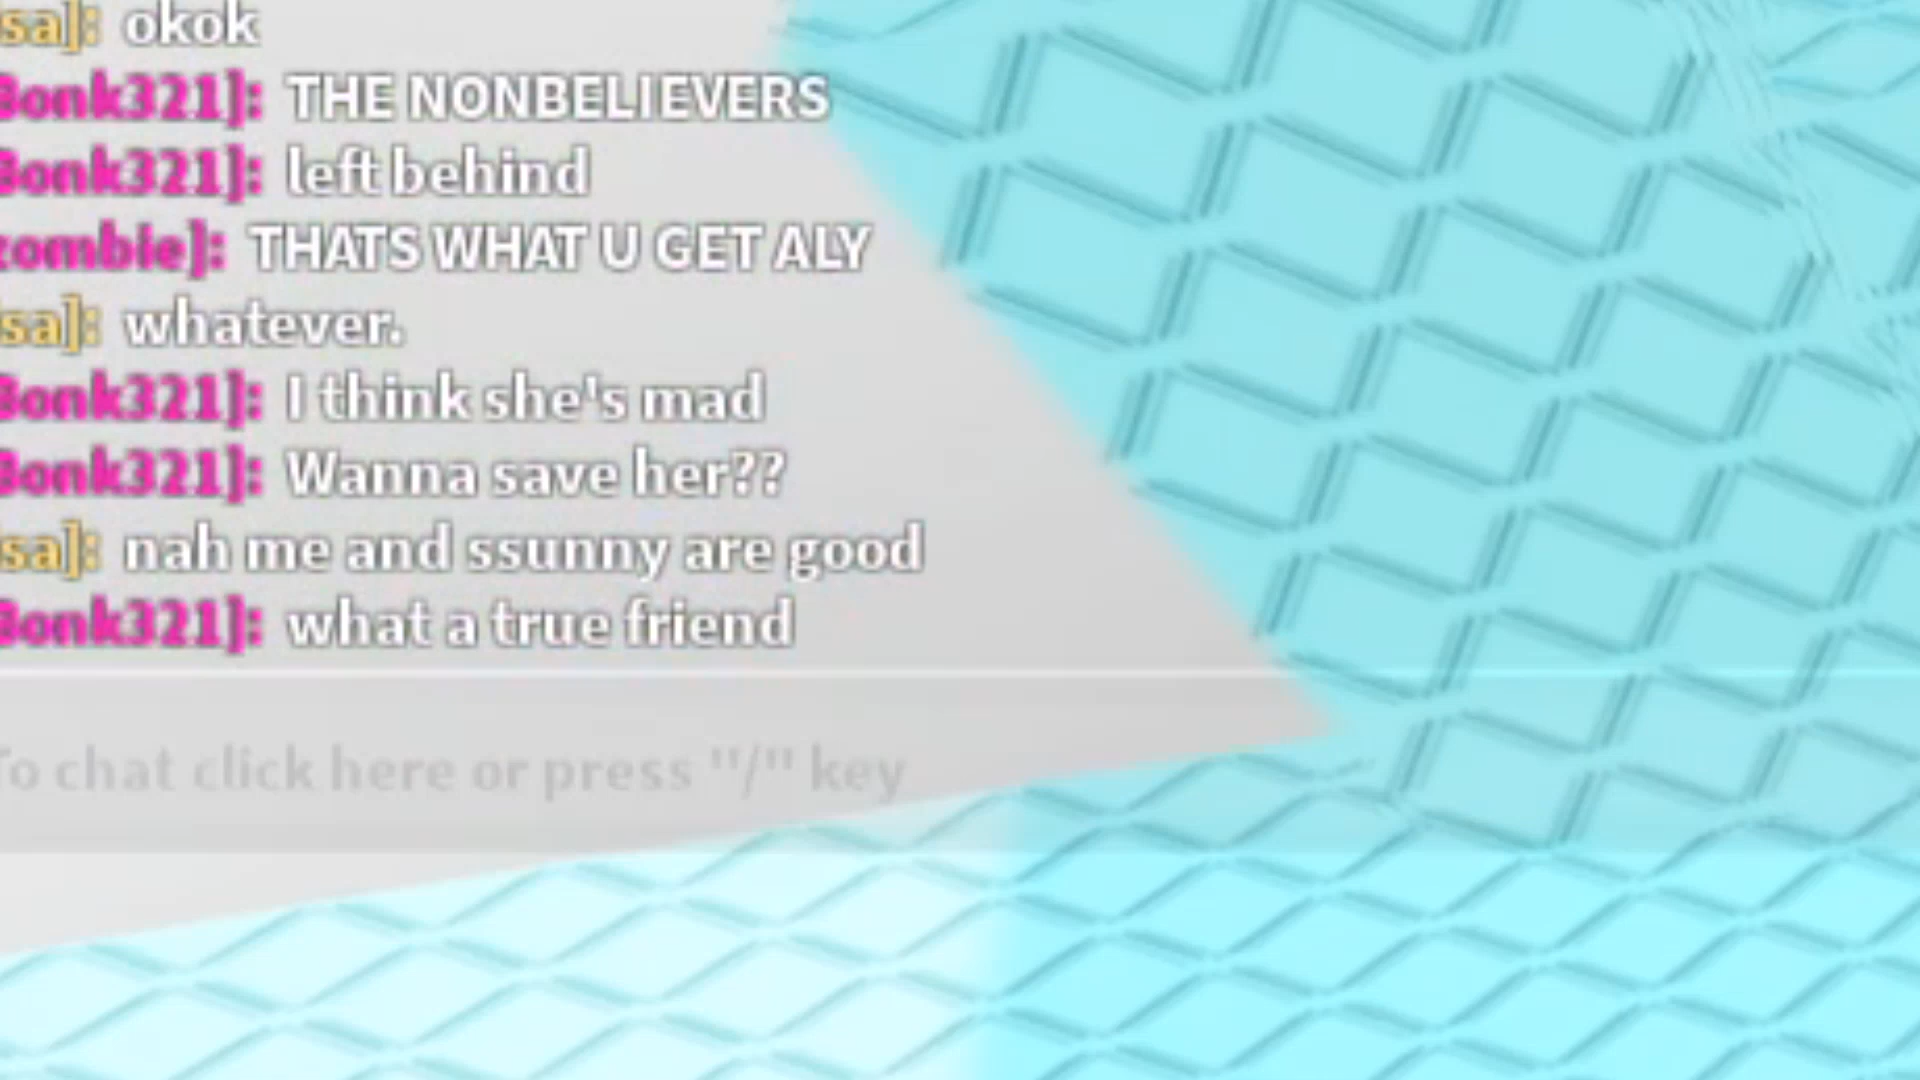 sa]: okok
Bonk321]: THE NONBELIEVERS
Bonk321]: left behind
zombie]: THATS WHAT U GET ALY
sa]: whatever.
Bonk321]: I think she's mad
Bonk321]: Wanna save her??
sa]: nah me and ssunny are good
Bonk321]: what a true friend
To chat click here or press "/" key